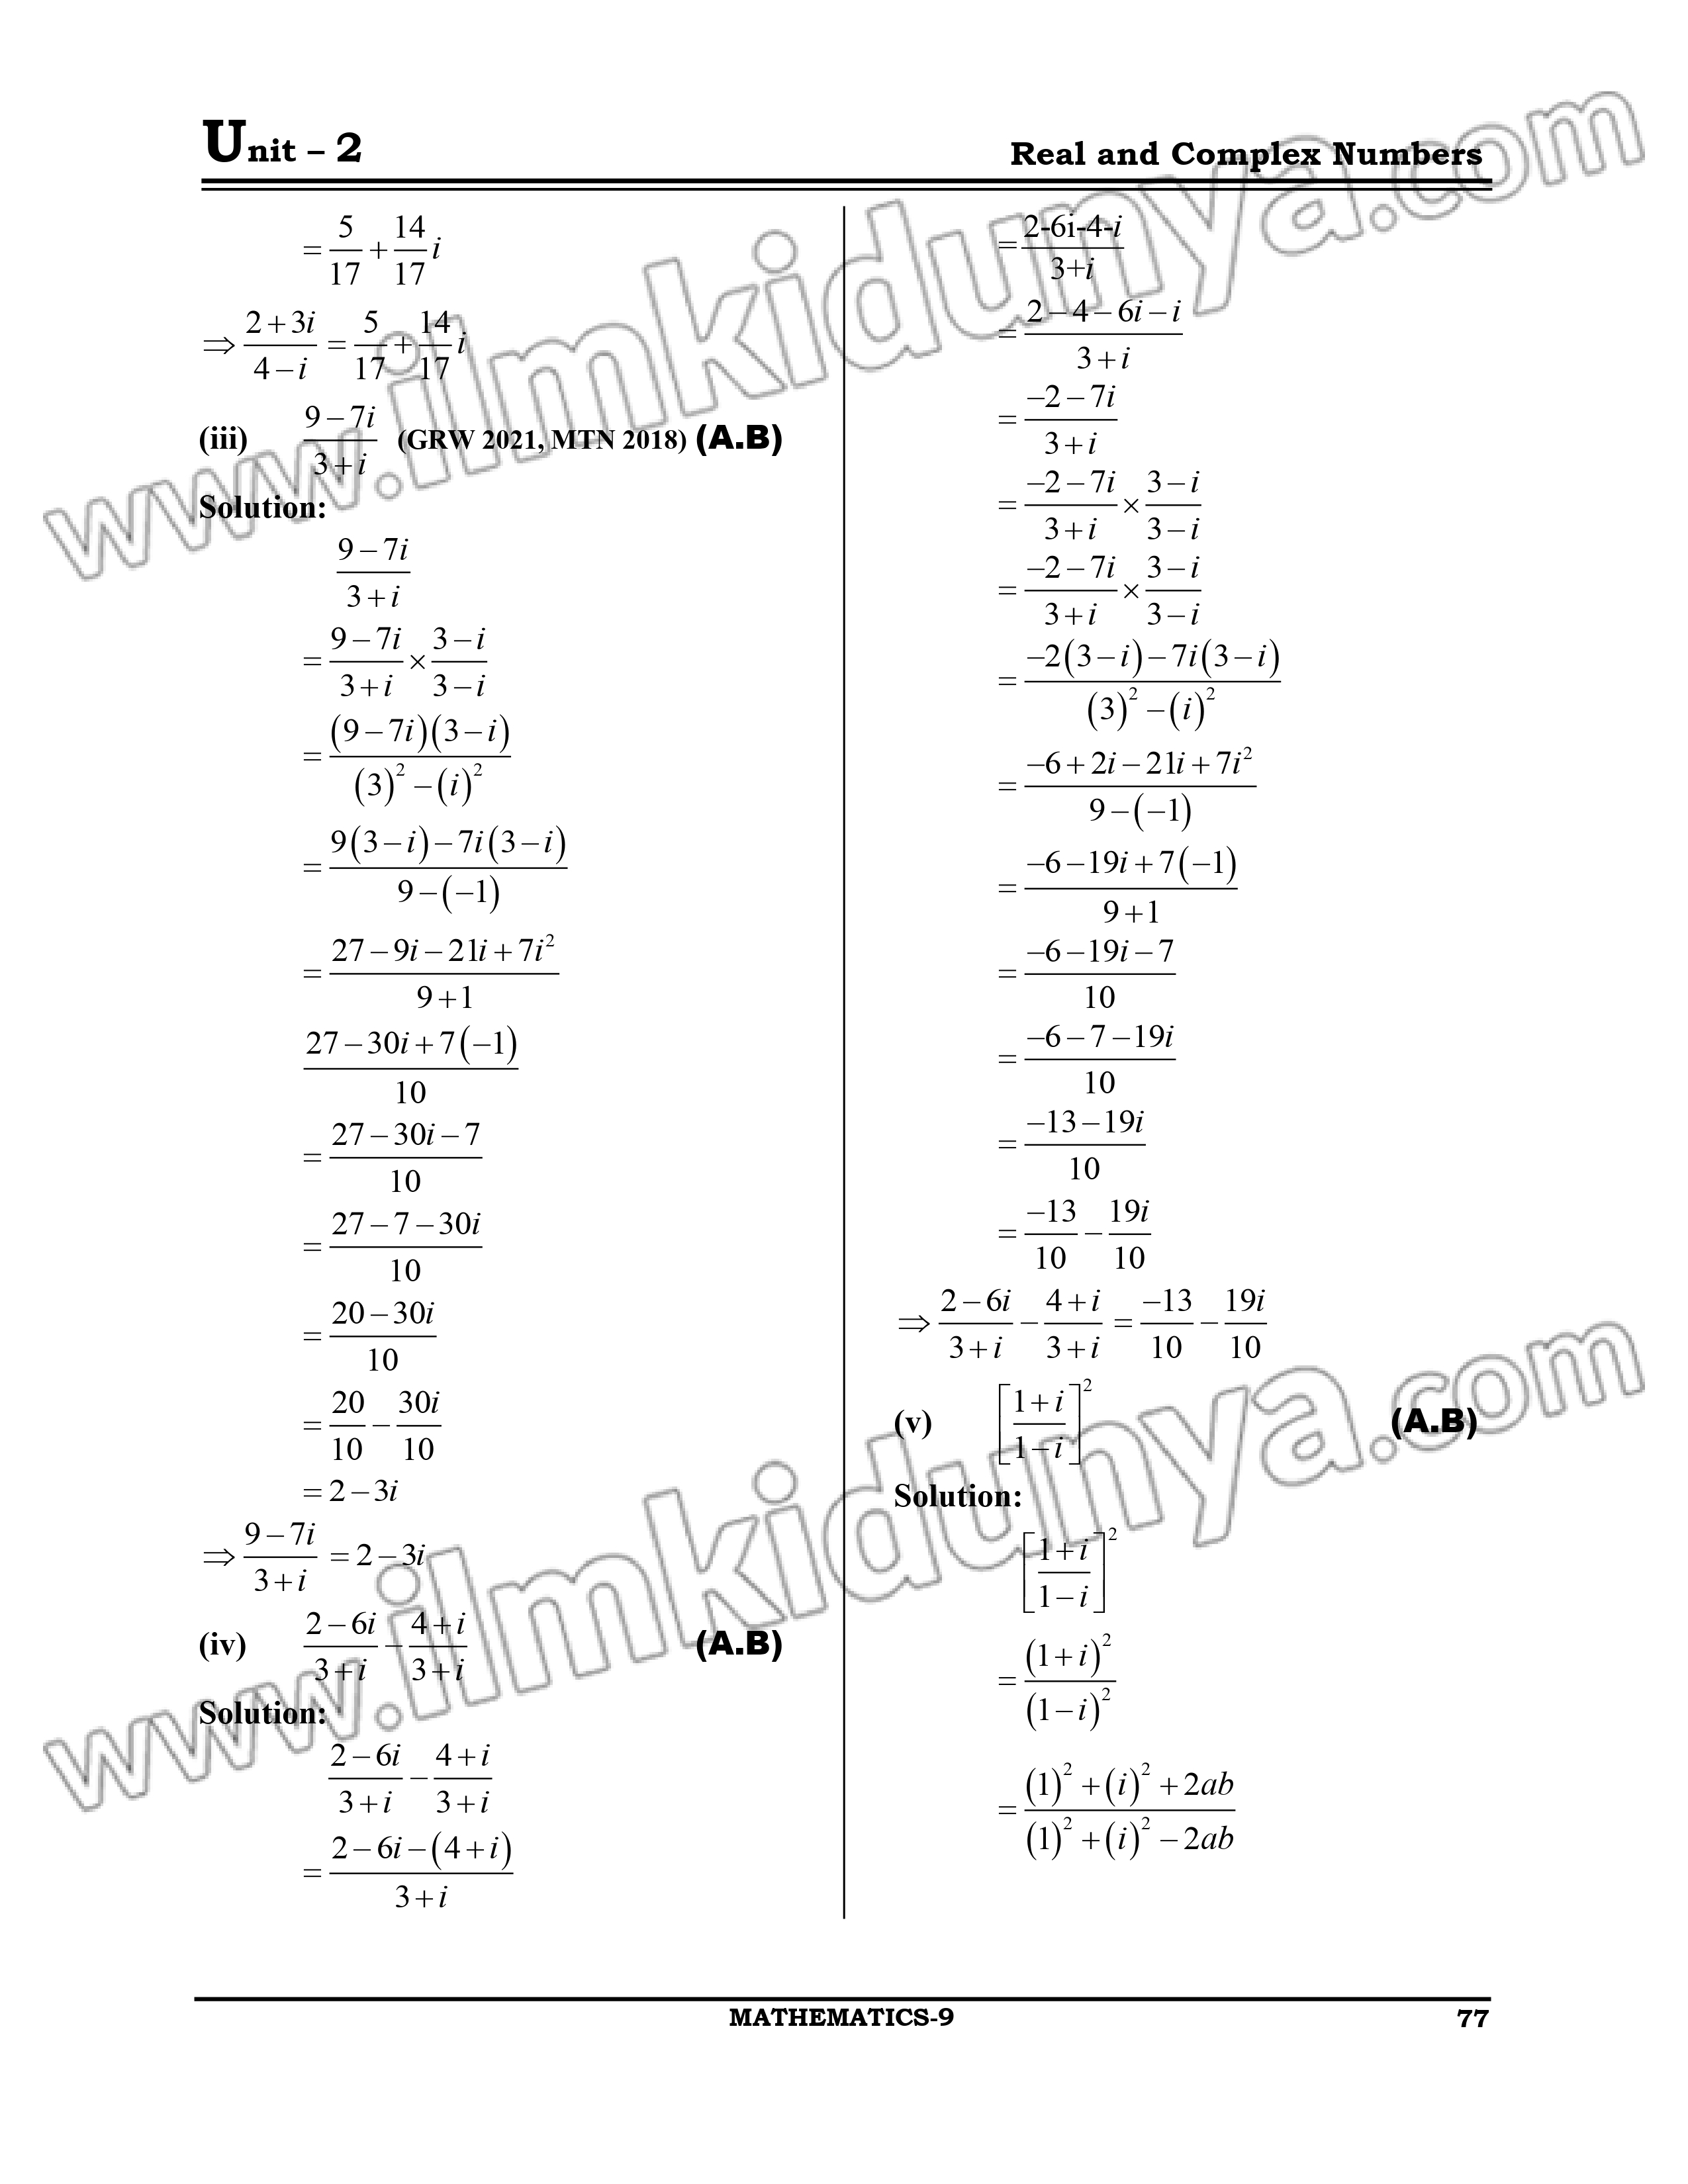 Unit – 2
Real and Complex Numbers
= 5/17 + 14/17 i
⇒ (2+3i)/(4−i) = 5/17 + 14/17 i
(iii) (9−7i)/(3+i) (GRW 2021, MTN 2018) (A.B)
Solution:
(9−7i)/(3+i)
= (9−7i)/(3+i) × (3−i)/(3−i)
= ((9−7i)(3−i))/((3)²−(i)²)
= (9(3−i)−7i(3−i))/(9−(−1))
= (27−9i−21i+7i²)/(9+1)
(27−30i+7(−1))/10
= (27−30i−7)/10
= (27−7−30i)/10
= (20−30i)/10
= 20/10 − 30i/10
= 2−3i
⇒ (9−7i)/(3+i) = 2−3i
(iv) (2−6i)/(3+i) − (4+i)/(3+i) (A.B)
Solution:
(2−6i)/(3+i) − (4+i)/(3+i)
= (2−6i−(4+i))/(3+i)
= (2-6i-4-i)/(3+i)
= (2−4−6i−i)/(3+i)
= (−2−7i)/(3+i)
= (−2−7i)/(3+i) × (3−i)/(3−i)
= (−2−7i)/(3+i) × (3−i)/(3−i)
= (−2(3−i)−7i(3−i))/((3)²−(i)²)
= (−6+2i−21i+7i²)/(9−(−1))
= (−6−19i+7(−1))/(9+1)
= (−6−19i−7)/10
= (−6−7−19i)/10
= (−13−19i)/10
= −13/10 − 19i/10
⇒ (2−6i)/(3+i) − (4+i)/(3+i) = −13/10 − 19i/10
(v) [(1+i)/(1−i)]² (A.B)
Solution:
[(1+i)/(1−i)]²
= (1+i)²/(1−i)²
= ((1)²+(i)²+2ab)/((1)²+(i)²−2ab)
MATHEMATICS-9
77
www.ilmkidunya.com
www.ilmkidunya.com